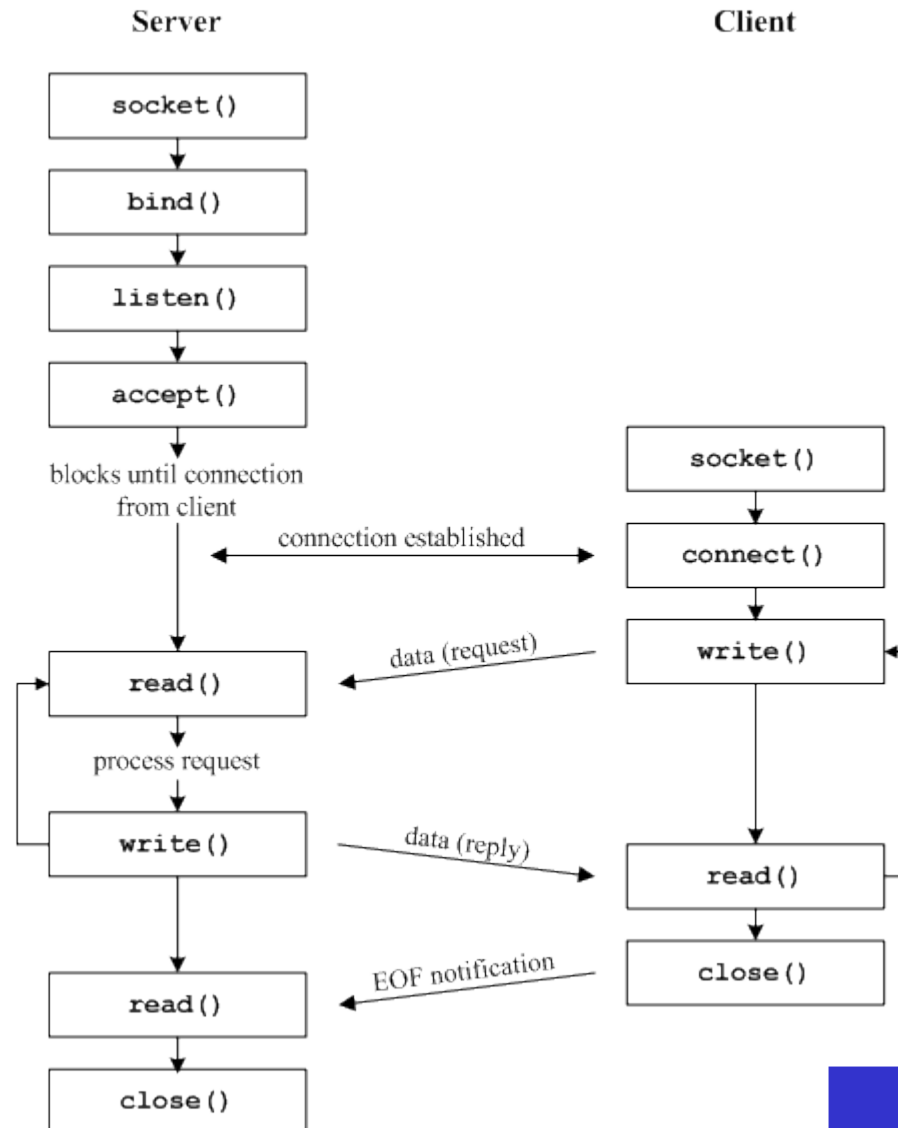 Server
Client
socket()
bind()
listen()
accept()
blocks until connection
from client
socket()
connection established
connect()
data (request)
write()
read()
process request
write()
data (reply)
read()
EOF notification
close()
read()
close()